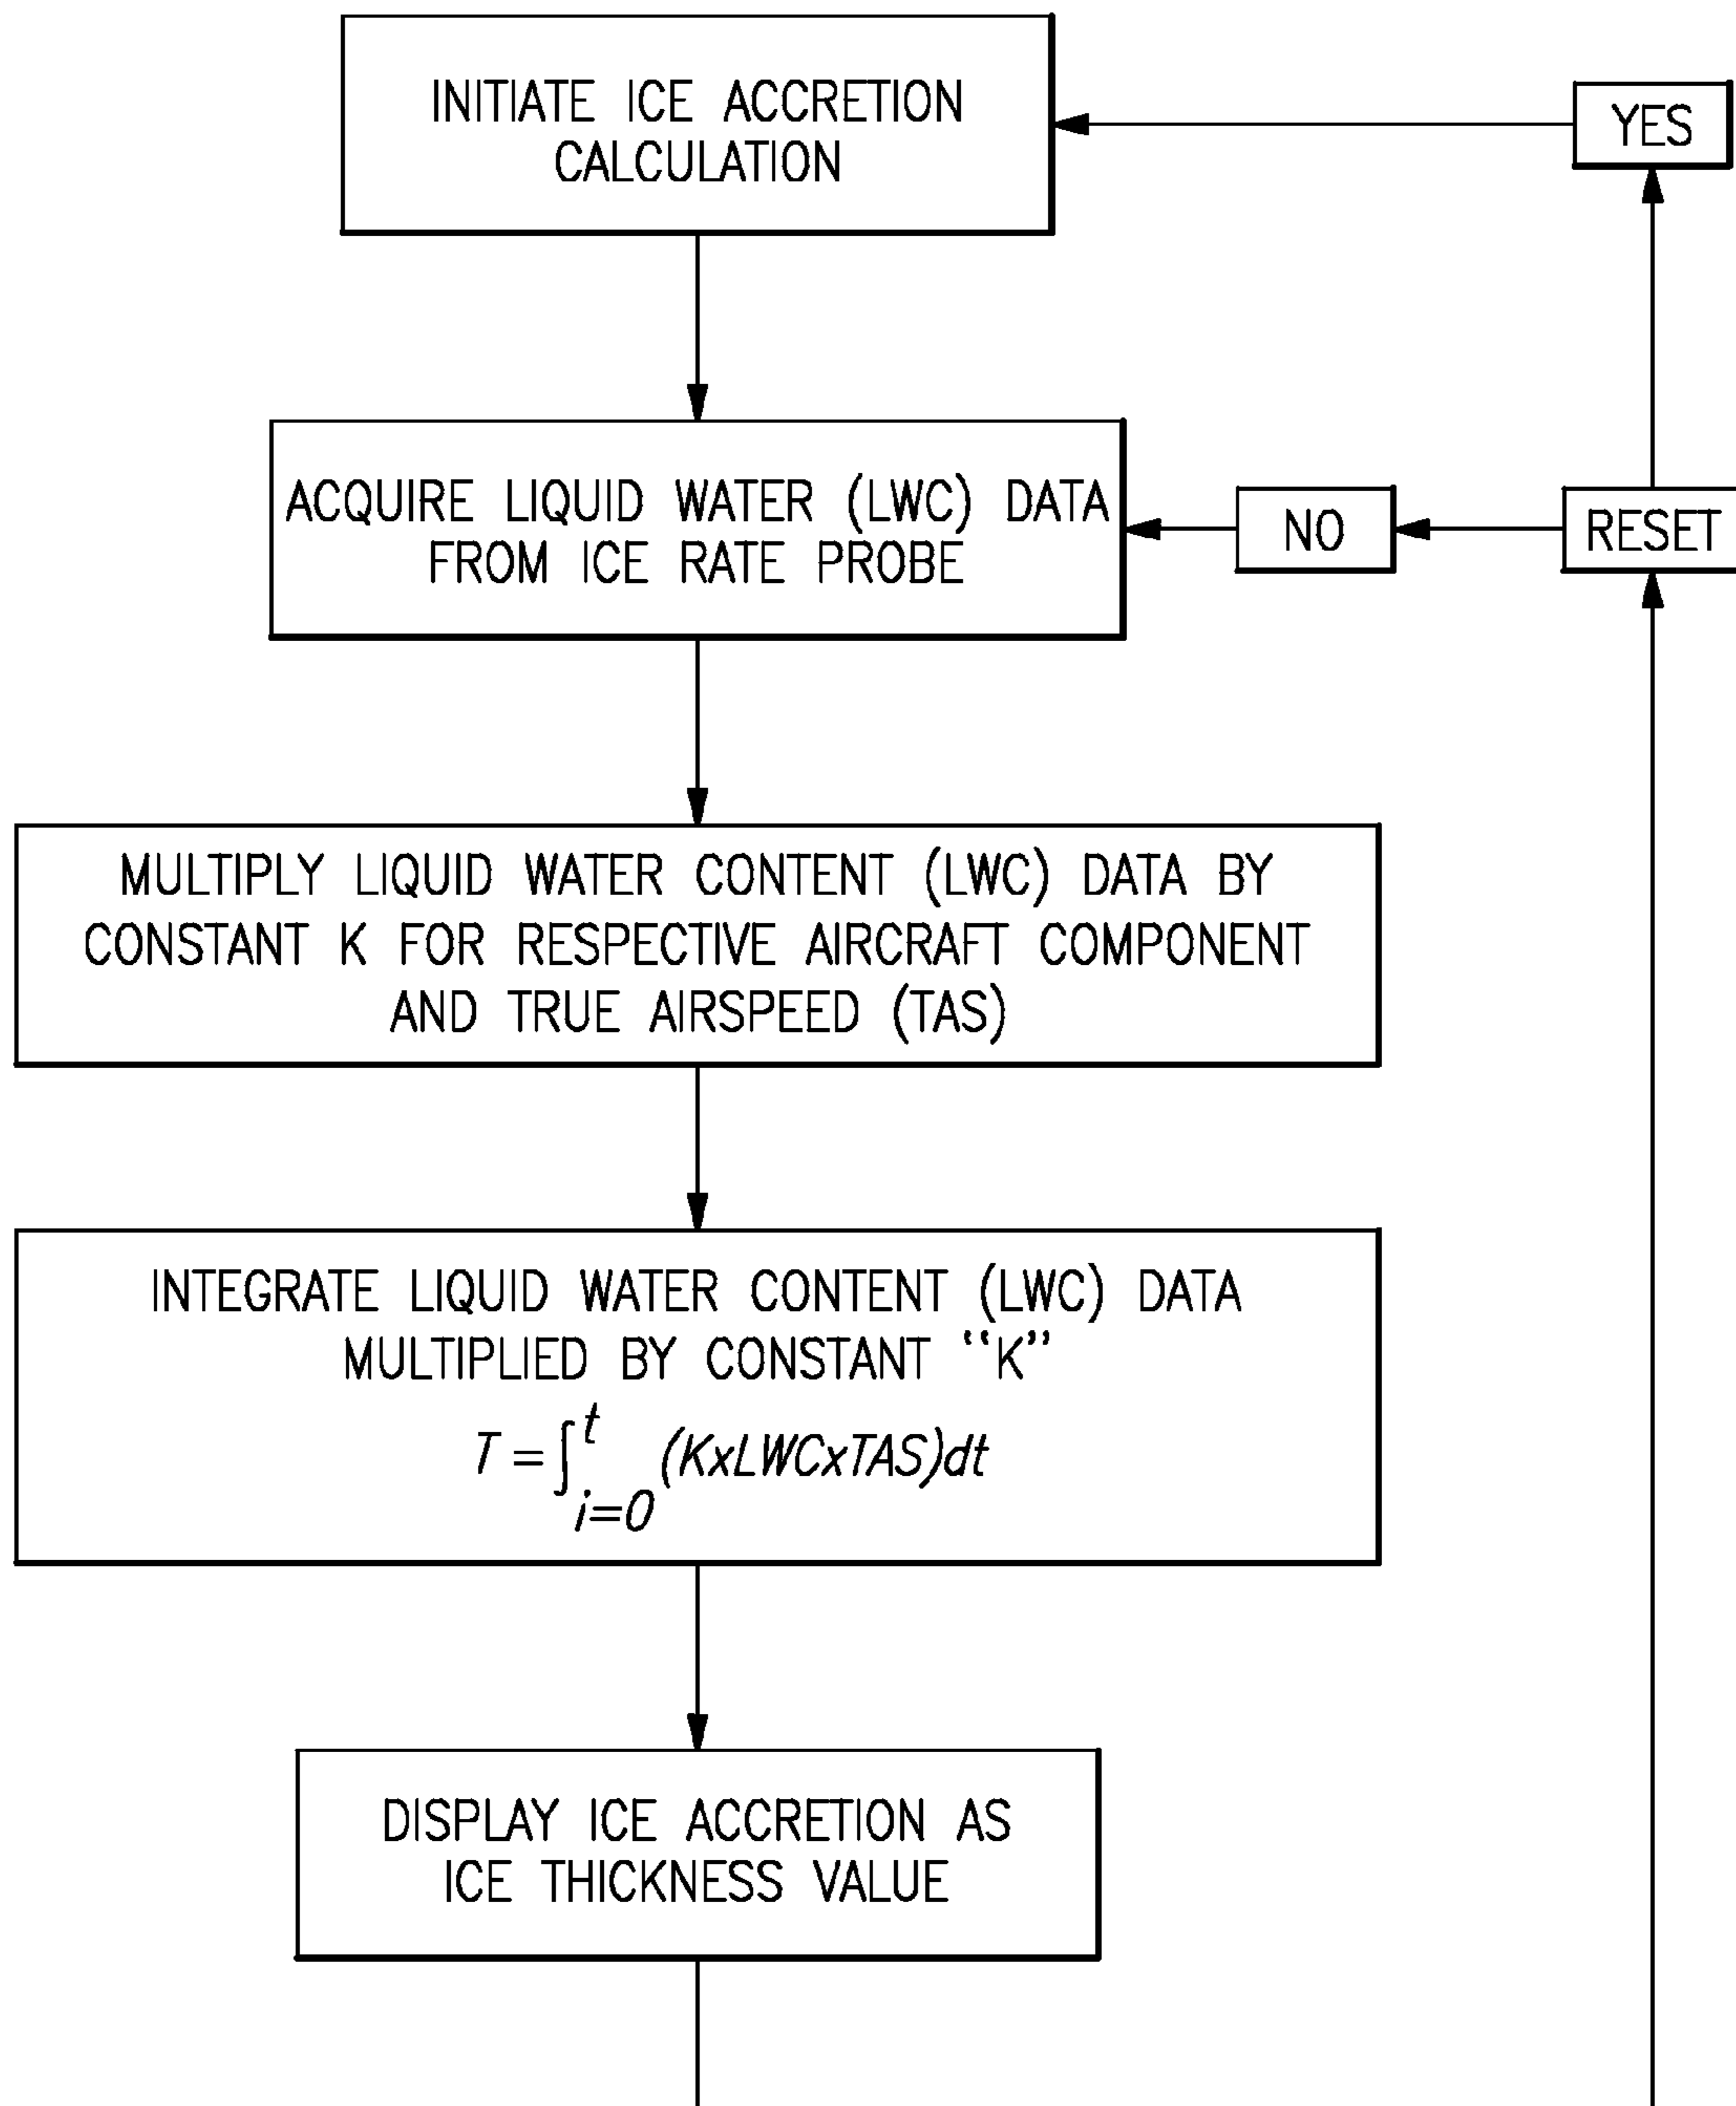 INITIATE ICE ACCRETION
CALCULATION
YES
ACQUIRE LIQUID WATER (LWC) DATA
FROM ICE RATE PROBE
NO
RESET
MULTIPLY LIQUID WATER CONTENT (LWC) DATA BY
CONSTANT K FOR RESPECTIVE AIRCRAFT COMPONENT
AND TRUE AIRSPEED (TAS)
INTEGRATE LIQUID WATER CONTENT (LWC) DATA
MULTIPLIED BY CONSTANT “K”
T = ∫_{i=0}^{t} (KxLWCxTAS)dt
DISPLAY ICE ACCRETION AS
ICE THICKNESS VALUE